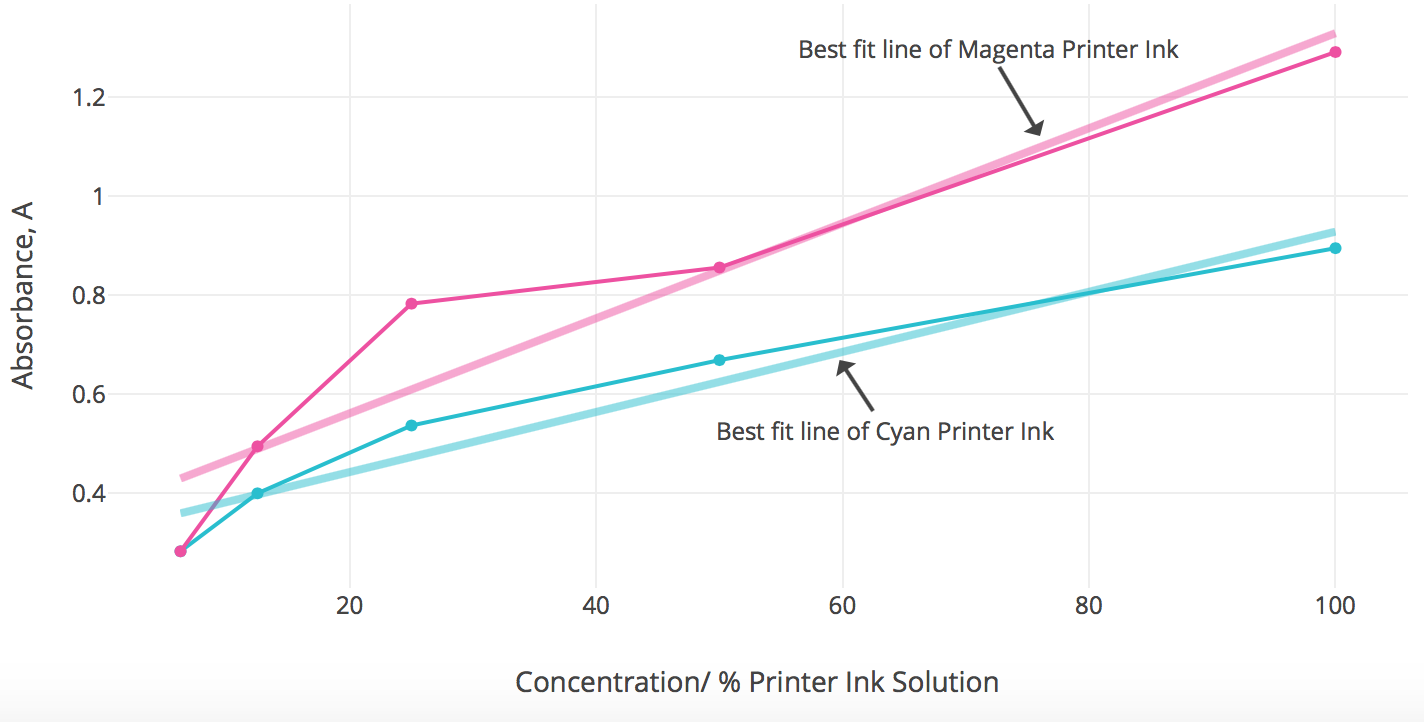 Best fit line of Magenta Printer Ink
1.2
1
0.8
0.6
0.4
Absorbance, A
Best fit line of Cyan Printer Ink
20 40 60 80 100
Concentration/ % Printer Ink Solution